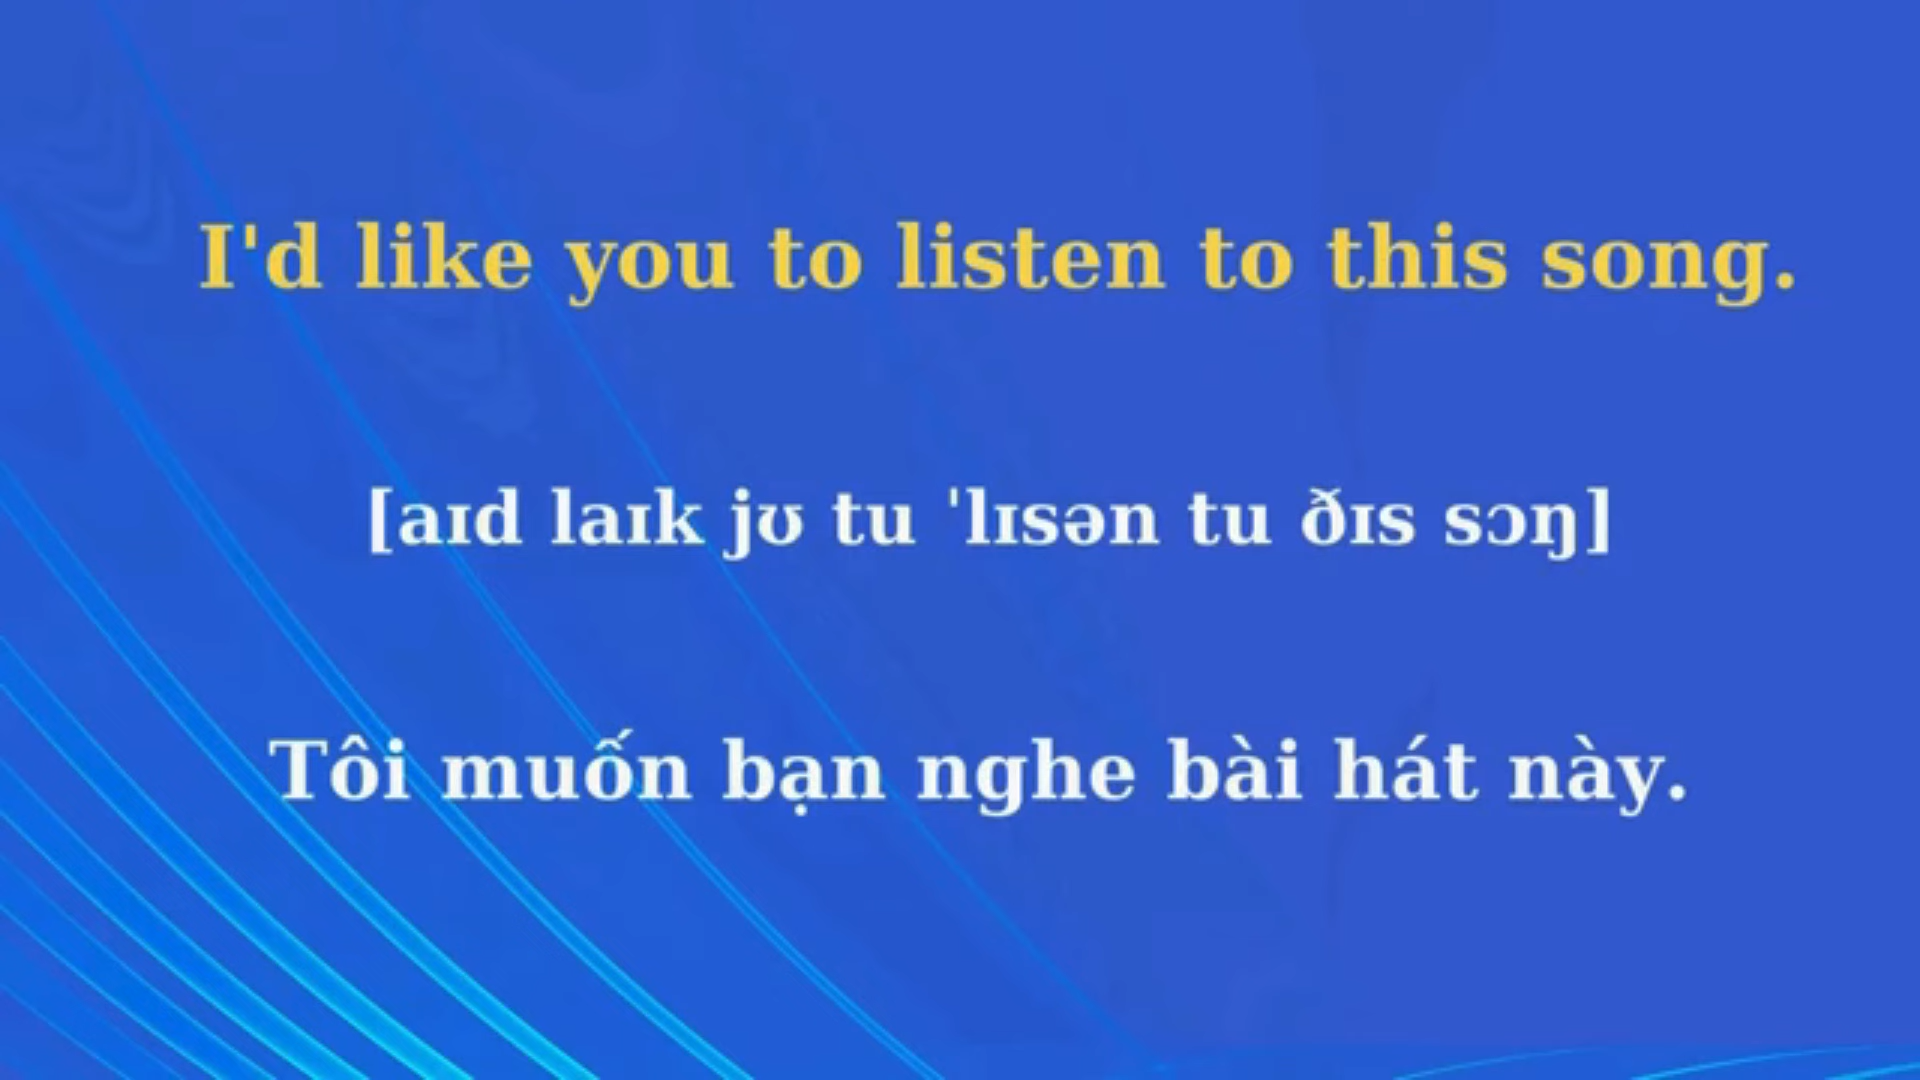 I'd like you to listen to this song.
[aɪd laɪk jʊ tu ˈlɪsən tu ðɪs sɔŋ]
Tôi muốn bạn nghe bài hát này.